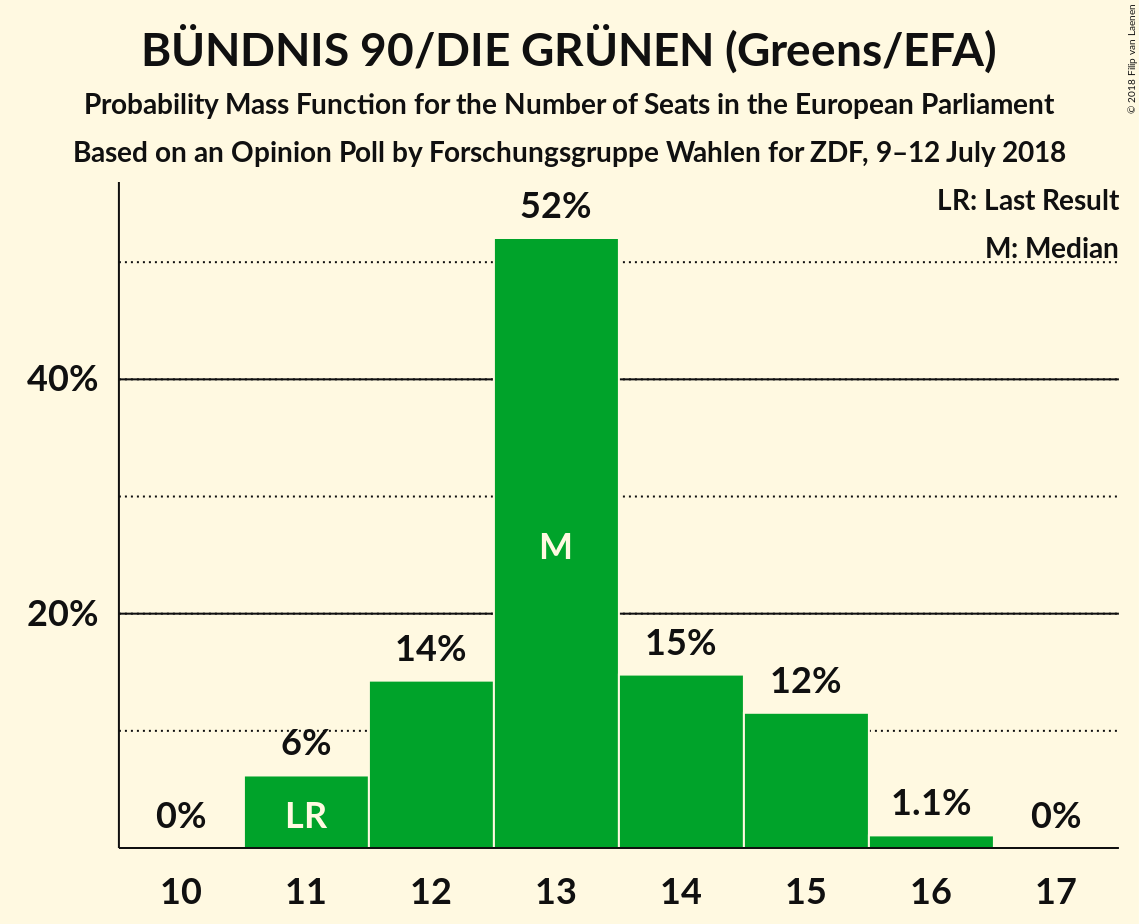 BÜNDNIS 90/DIE GRÜNEN (Greens/EFA)
Probability Mass Function for the Number of Seats in the European Parliament
Based on an Opinion Poll by Forschungsgruppe Wahlen for ZDF, 9–12 July 2018
© 2018 Filip van Laenen
LR: Last Result
M: Median
52%
40%
M
20%
14%
15%
12%
6%
1.1%
0%
LR
0%
10 11 12 13 14 15 16 17